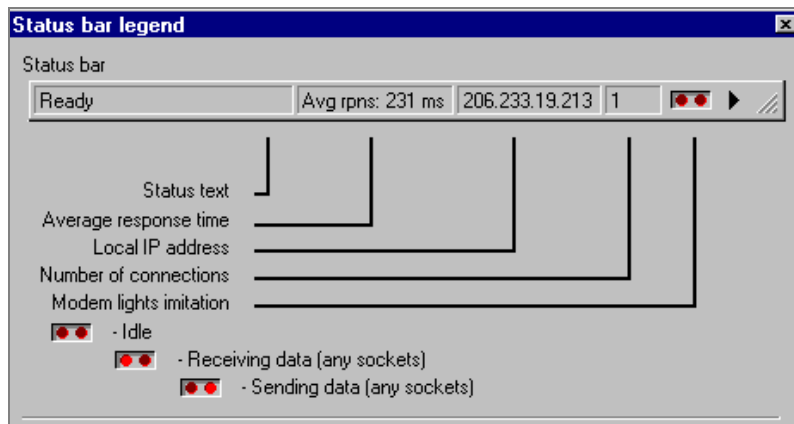 Status bar legend
Status bar
Ready Avg rpns: 231 ms 206.233.19.213 1
Status text
Average response time
Local IP address
Number of connections
Modem lights imitation
- Idle
- Receiving data (any sockets)
- Sending data (any sockets)